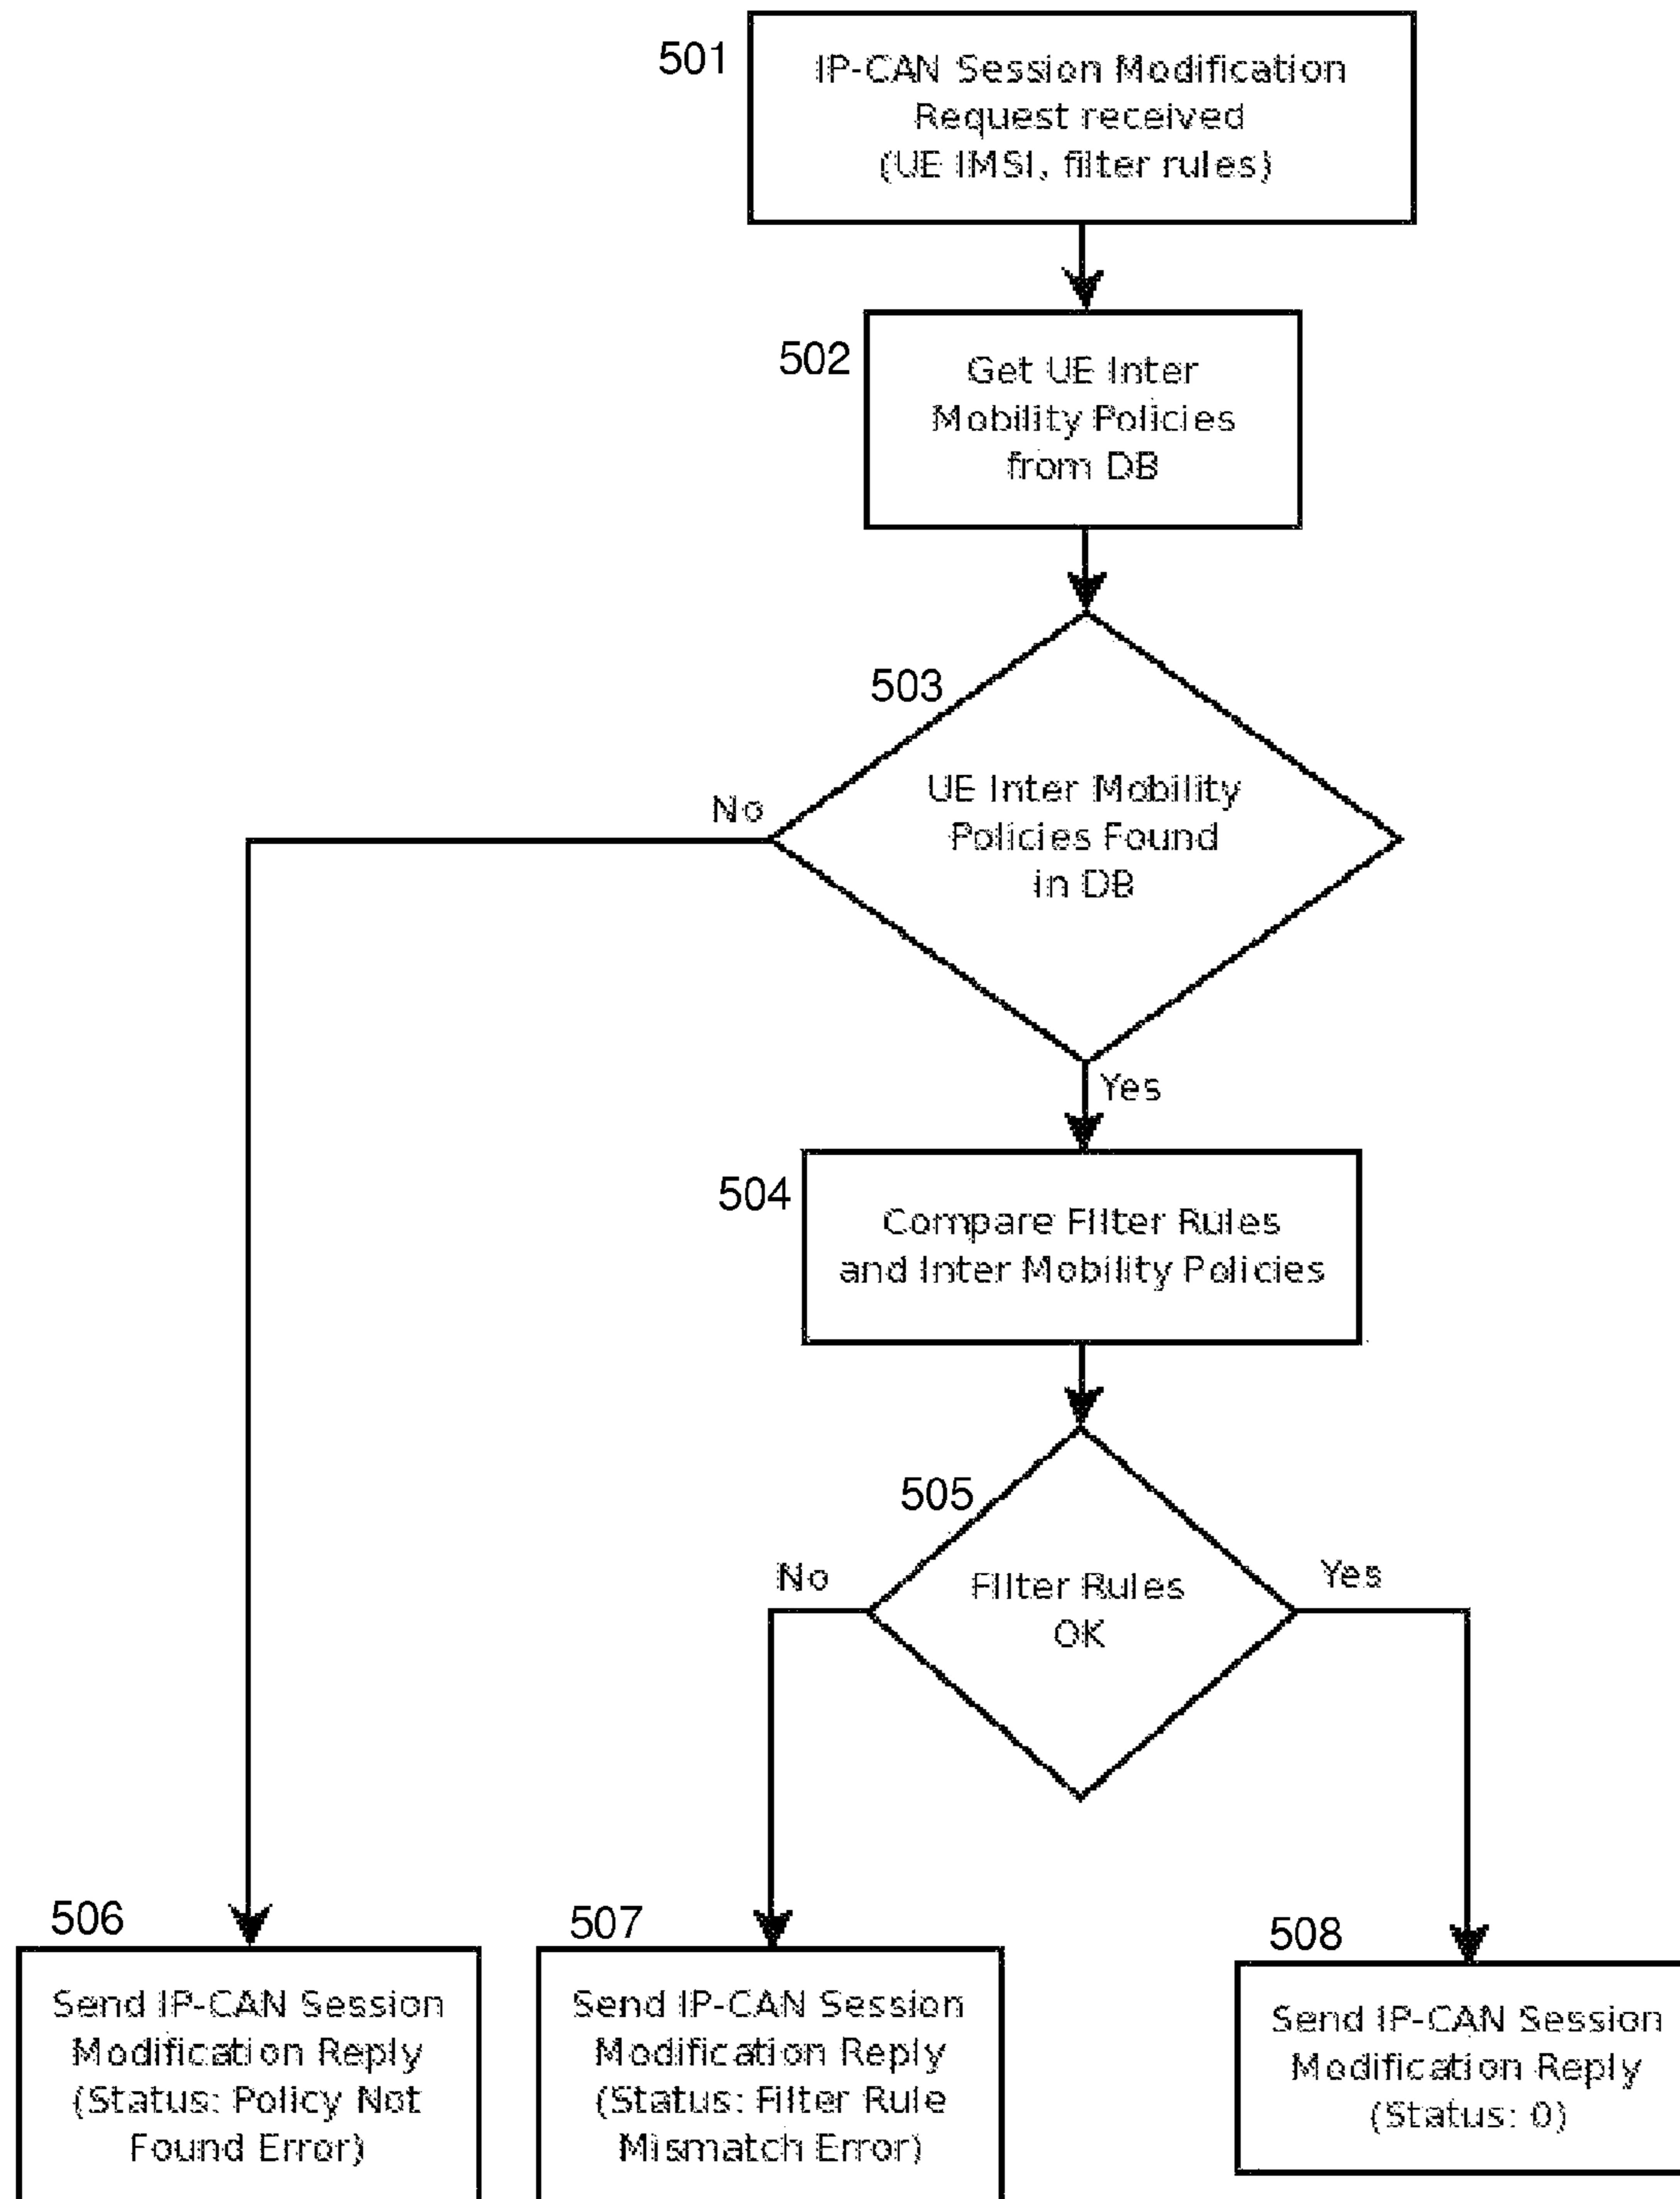 501
IP-CAN Session Modification
Request received
(UE IMSI, filter rules)
502
Get UE Inter
Mobility Policies
from DB
503
UE Inter Mobility
Policies Found
in DB
No
Yes
504
Compare Filter Rules
and Inter Mobility Policies
505
Filter Rules
OK
No
Yes
506
Send IP-CAN Session
Modification Reply
(Status: Policy Not
Found Error)
507
Send IP-CAN Session
Modification Reply
(Status: Filter Rule
Mismatch Error)
508
Send IP-CAN Session
Modification Reply
(Status: 0)